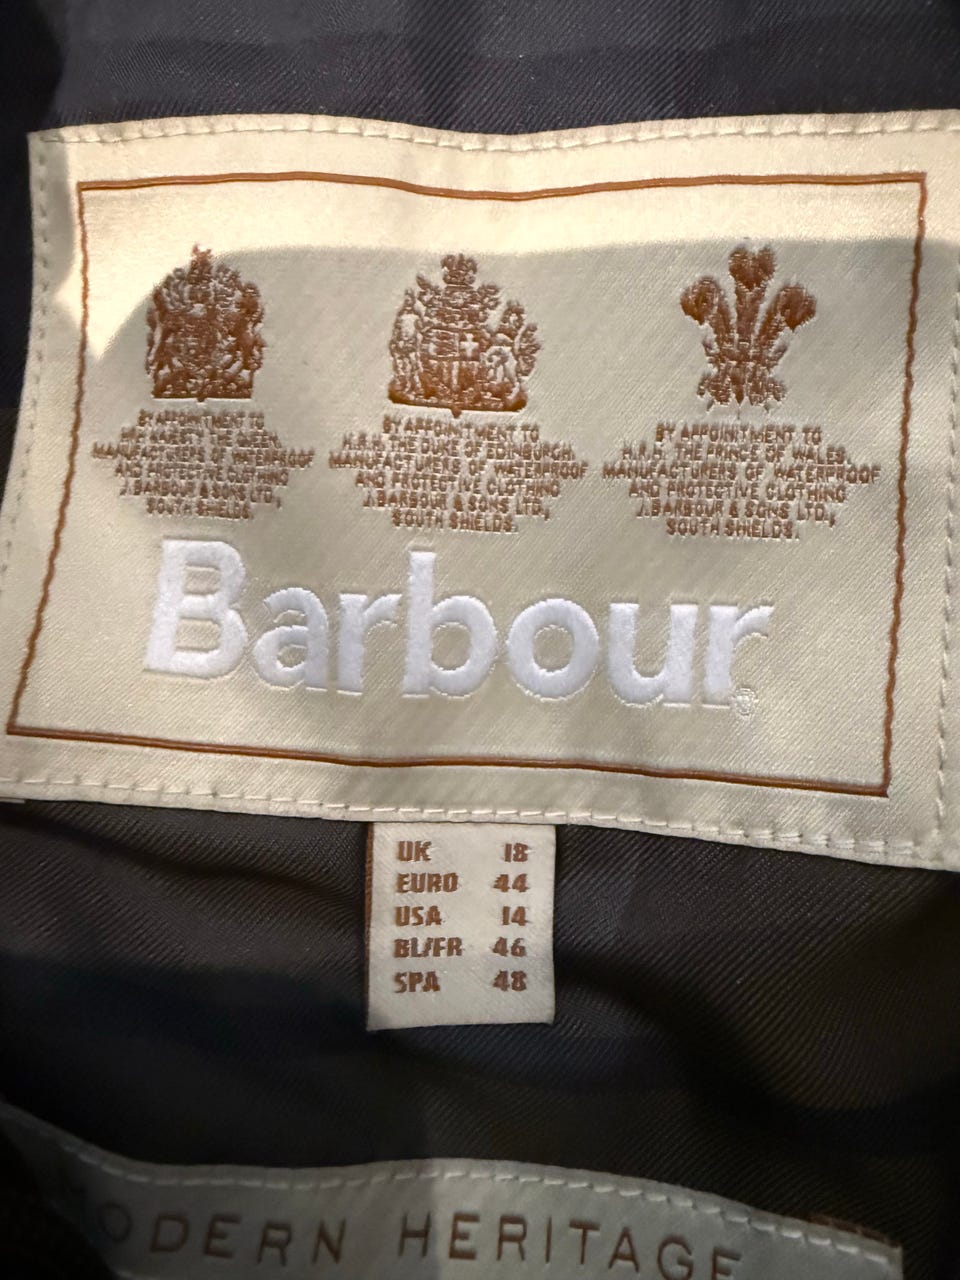 BY APPOINTMENT TO
HER MAJESTY THE QUEEN,
MANUFACTURERS OF WATERPROOF
AND PROTECTIVE CLOTHING
J.BARBOUR & SONS LTD,
SOUTH SHIELDS.
BY APPOINTMENT TO
H.R.H. THE DUKE OF EDINBURGH,
MANUFACTURERS OF WATERPROOF
AND PROTECTIVE CLOTHING
J.BARBOUR & SONS LTD,
SOUTH SHIELDS.
BY APPOINTMENT TO
H.R.H. THE PRINCE OF WALES
MANUFACTURERS OF WATERPROOF
AND PROTECTIVE CLOTHING
J.BARBOUR & SONS LTD,
SOUTH SHIELDS.
Barbour®
UK 18
EURO 44
USA 14
BL/FR 46
SPA 48
MODERN HERITAGE